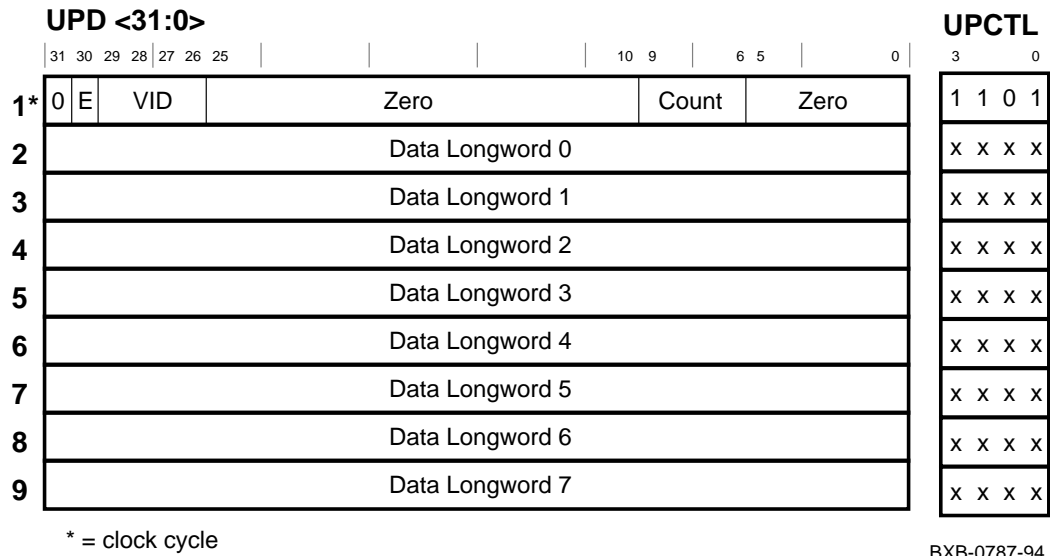 UPD <31:0> UPCTL
31 30 29 28 27 26 25 10 9 6 5 0 3 0
1* 0 E VID Zero Count Zero 1 1 0 1
2 Data Longword 0 x x x x
3 Data Longword 1 x x x x
4 Data Longword 2 x x x x
5 Data Longword 3 x x x x
6 Data Longword 4 x x x x
7 Data Longword 5 x x x x
8 Data Longword 6 x x x x
9 Data Longword 7 x x x x
* = clock cycle
BXB-0787-94